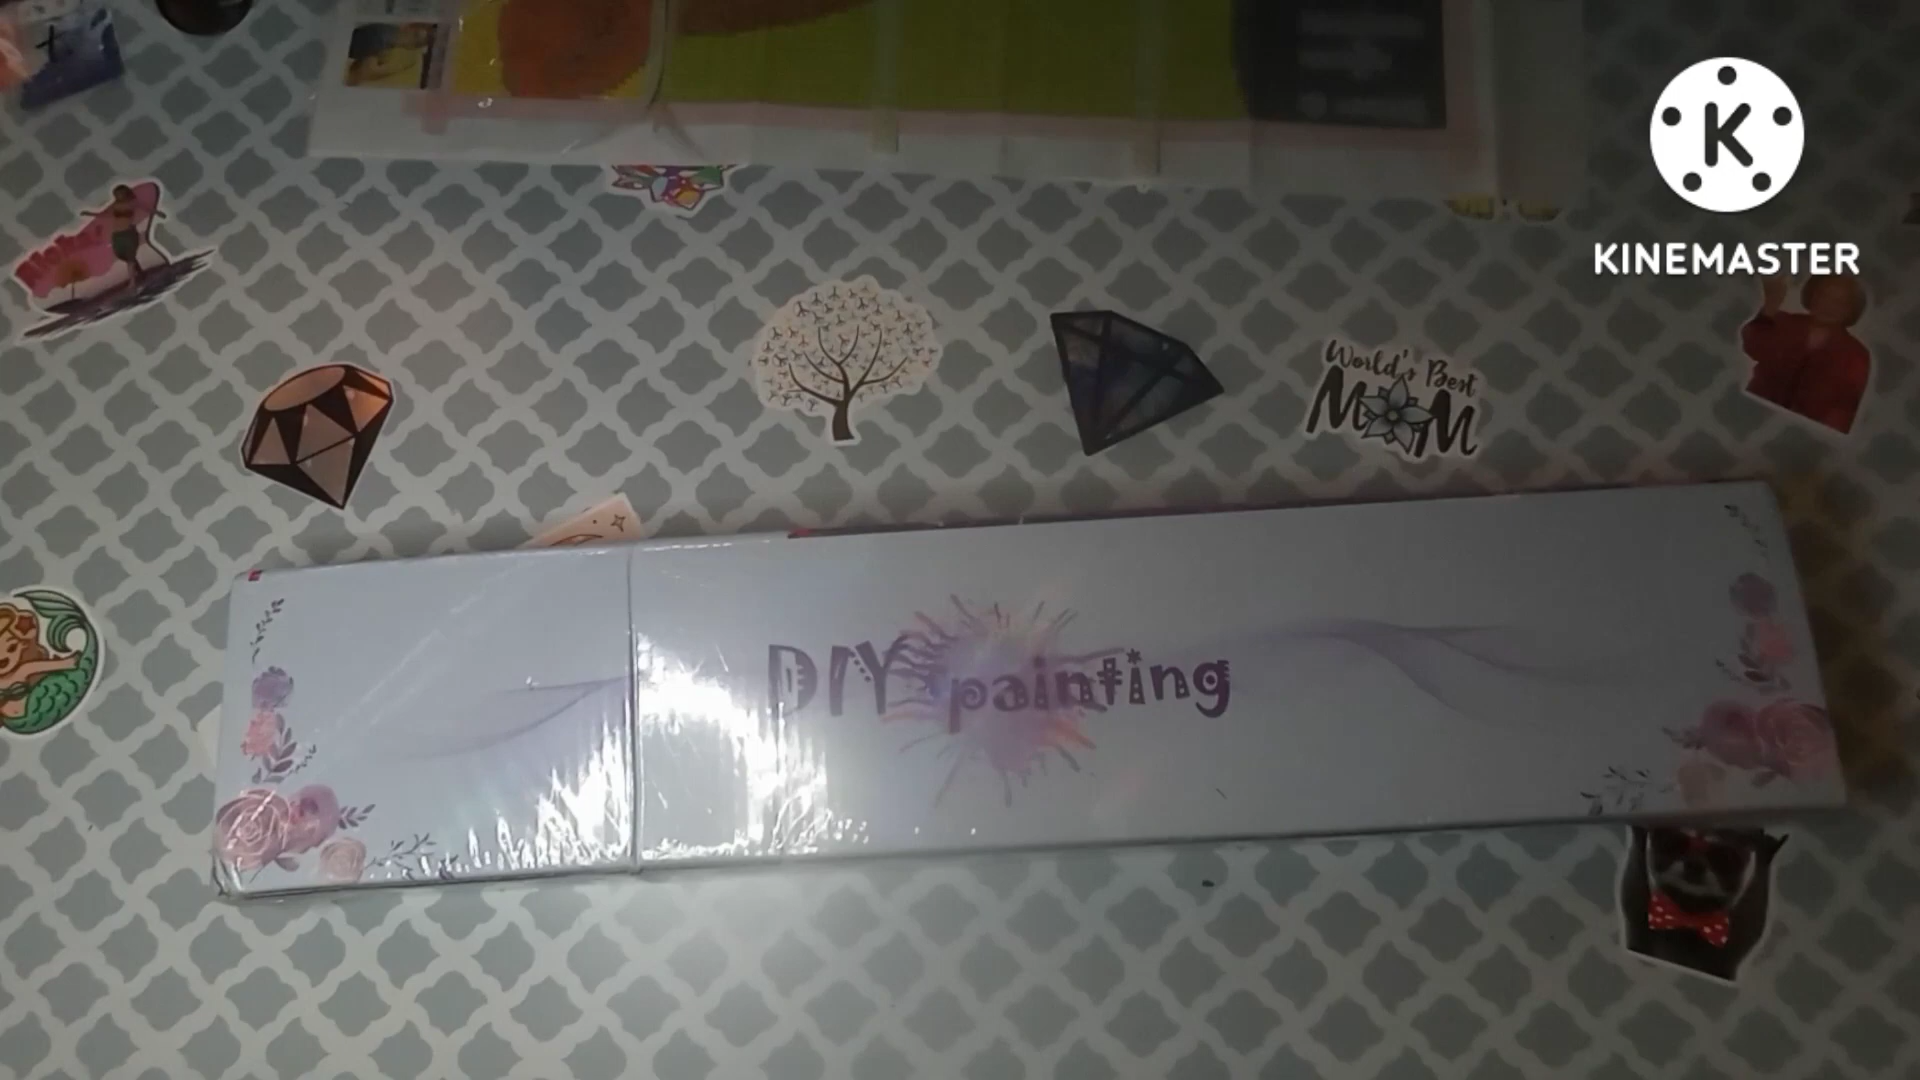 K
KINEMASTER
World's Best
MOM
DIY painting